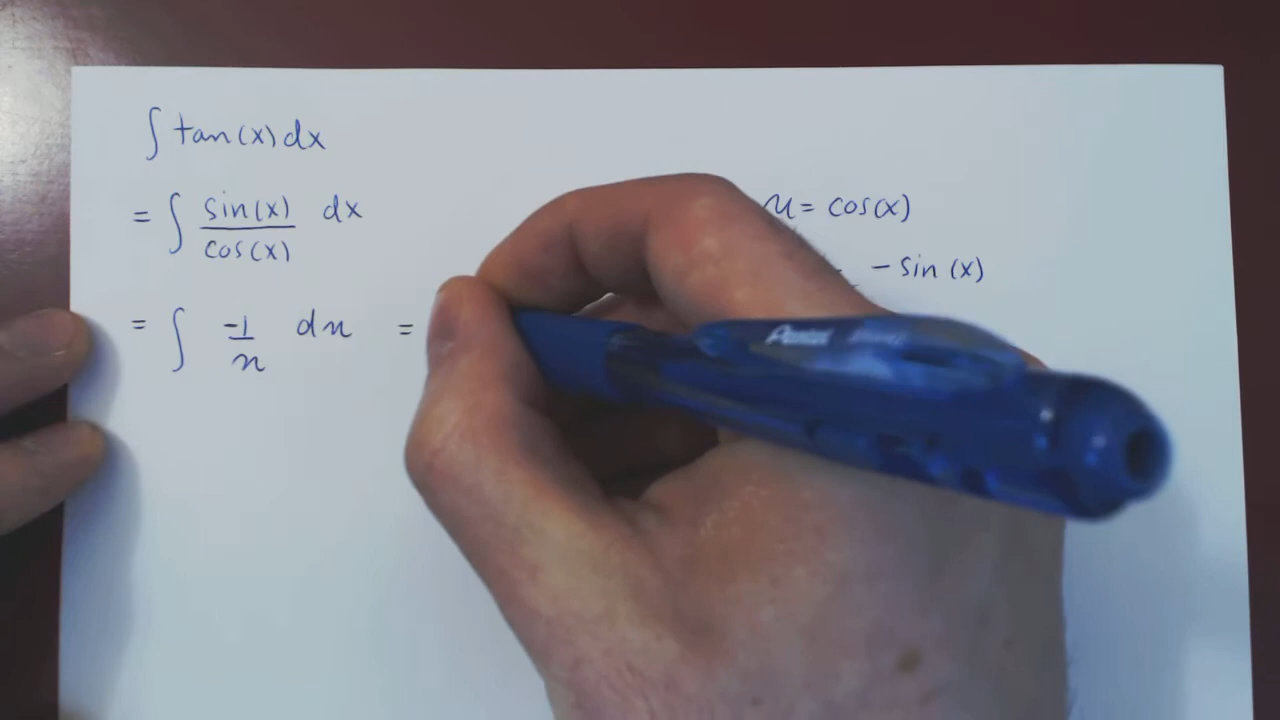 ∫ tan(x) dx
= ∫ sin(x)/cos(x) dx
u = cos(x)
- sin(x)
= ∫ -1/u du =
Pentel